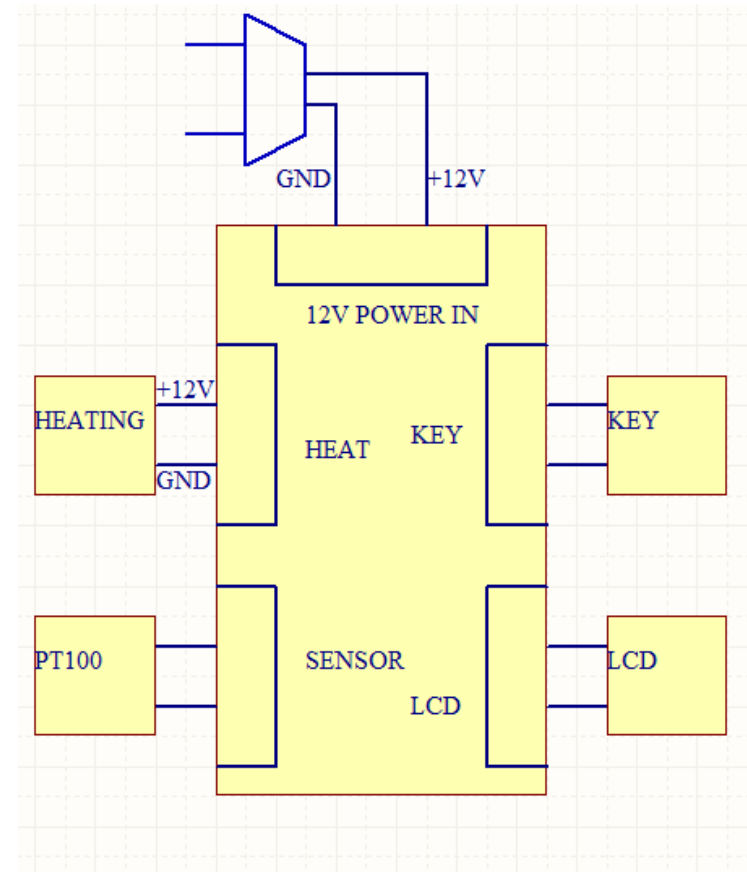 GND
+12V
12V POWER IN
+12V
HEATING
GND
HEAT
KEY
KEY
PT100
SENSOR
LCD
LCD